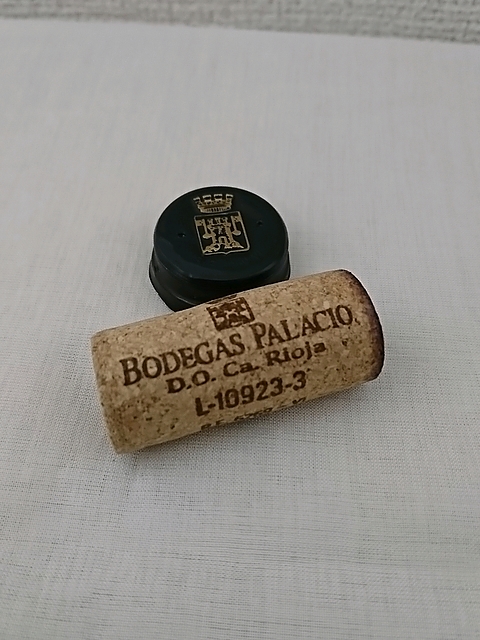 BODEGAS PALACIO
D.O. Ca. Rioja
L-10923-3